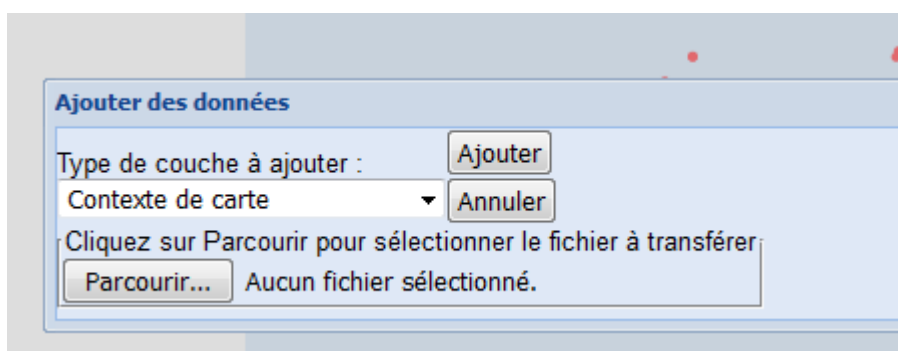 Ajouter des données
Type de couche à ajouter :
Ajouter
Contexte de carte
Annuler
Cliquez sur Parcourir pour sélectionner le fichier à transférer
Parcourir... Aucun fichier sélectionné.